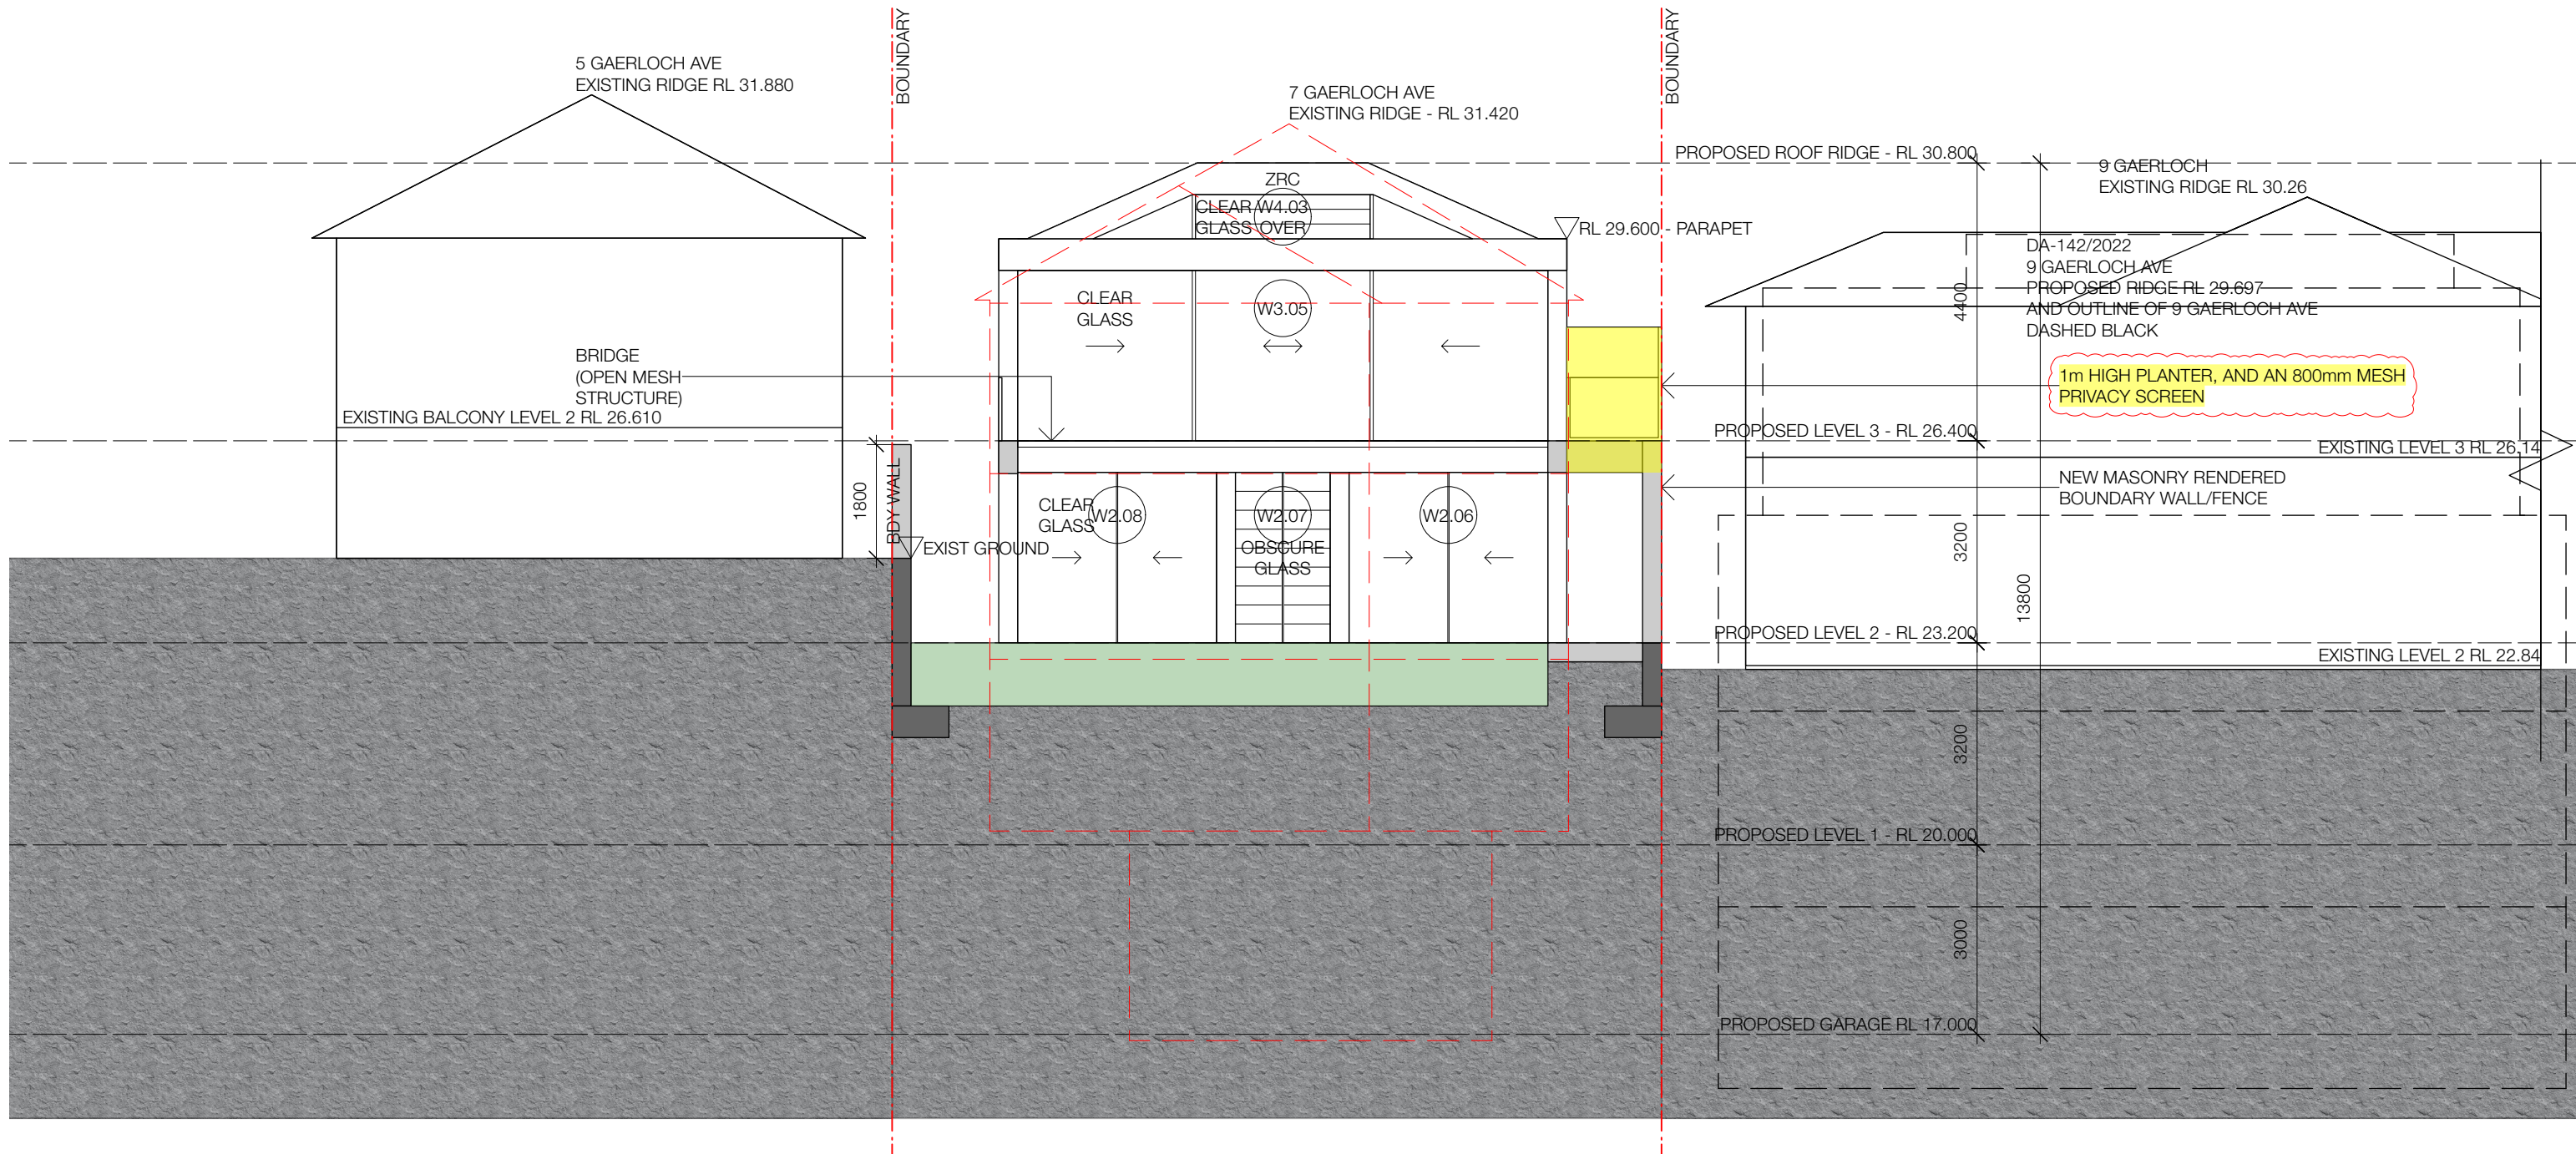 BOUNDARY
BOUNDARY
5 GAERLOCH AVE
EXISTING RIDGE RL 31.880
7 GAERLOCH AVE
EXISTING RIDGE - RL 31.420
PROPOSED ROOF RIDGE - RL 30.800
9 GAERLOCH
EXISTING RIDGE RL 30.26
ZRC
CLEAR W4.03
GLASS OVER
RL 29.600 - PARAPET
DA-142/2022
9 GAERLOCH AVE
PROPOSED RIDGE RL 29.697
AND OUTLINE OF 9 GAERLOCH AVE
DASHED BLACK
4400
CLEAR
GLASS
W3.05
BRIDGE
(OPEN MESH
STRUCTURE)
1m HIGH PLANTER, AND AN 800mm MESH
PRIVACY SCREEN
EXISTING BALCONY LEVEL 2 RL 26.610
PROPOSED LEVEL 3 - RL 26.400
EXISTING LEVEL 3 RL 26.14
NEW MASONRY RENDERED
BOUNDARY WALL/FENCE
1800
BDY WALL
CLEAR
GLASS
W2.08
W2.07
W2.06
EXIST GROUND
OBSCURE
GLASS
3200
13800
PROPOSED LEVEL 2 - RL 23.200
EXISTING LEVEL 2 RL 22.84
3200
PROPOSED LEVEL 1 - RL 20.000
3000
PROPOSED GARAGE RL 17.000